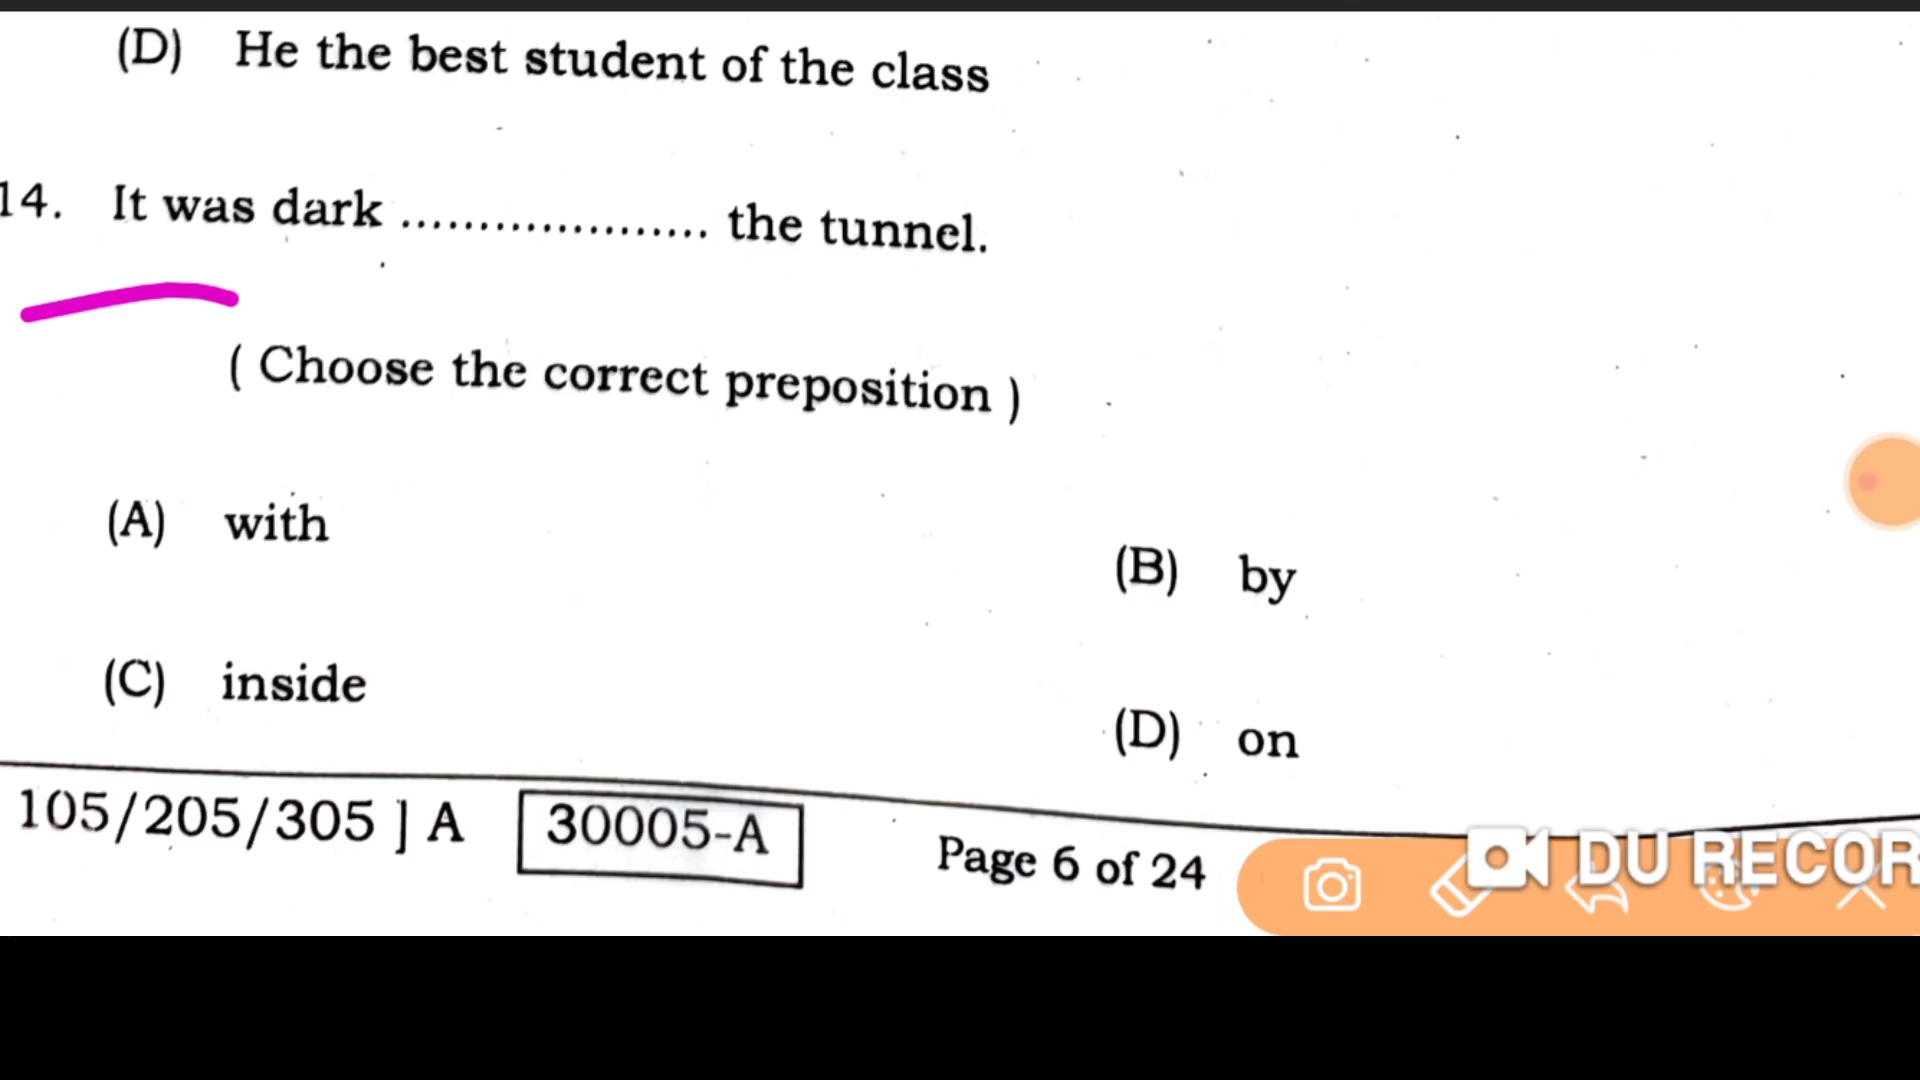 (D) He the best student of the class
14. It was dark .................... the tunnel.
( Choose the correct preposition )
(A) with
(B) by
(C) inside
(D) on
105/205/305 ] A 30005-A Page 6 of 24
DU RECOR